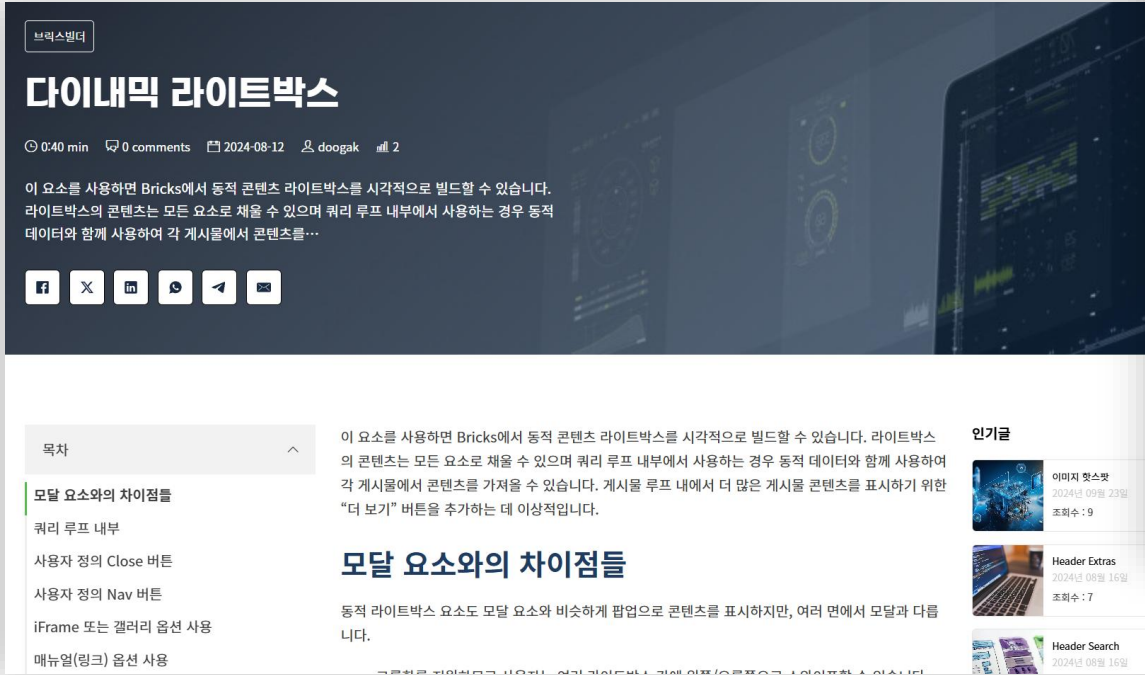 브릭스빌더
다이내믹 라이트박스
0:40 min 0 comments 2024-08-12 doogak 2
이 요소를 사용하면 Bricks에서 동적 콘텐츠 라이트박스를 시각적으로 빌드할 수 있습니다.
라이트박스의 콘텐츠는 모든 요소로 채울 수 있으며 쿼리 루프 내부에서 사용하는 경우 동적
데이터와 함께 사용하여 각 게시물에서 콘텐츠를…
목차
모달 요소와의 차이점들
쿼리 루프 내부
사용자 정의 Close 버튼
사용자 정의 Nav 버튼
iFrame 또는 갤러리 옵션 사용
매뉴얼(링크) 옵션 사용
이 요소를 사용하면 Bricks에서 동적 콘텐츠 라이트박스를 시각적으로 빌드할 수 있습니다. 라이트박스
의 콘텐츠는 모든 요소로 채울 수 있으며 쿼리 루프 내부에서 사용하는 경우 동적 데이터와 함께 사용하여
각 게시물에서 콘텐츠를 가져올 수 있습니다. 게시물 루프 내에서 더 많은 게시물 콘텐츠를 표시하기 위한
“더 보기” 버튼을 추가하는 데 이상적입니다.
모달 요소와의 차이점들
동적 라이트박스 요소도 모달 요소와 비슷하게 팝업으로 콘텐츠를 표시하지만, 여러 면에서 모달과 다릅
니다.
인기글
이미지 핫스팟
2024년 09월 23일
조회수 : 9
Header Extras
2024년 08월 16일
조회수 : 7
Header Search
2024년 08월 16일